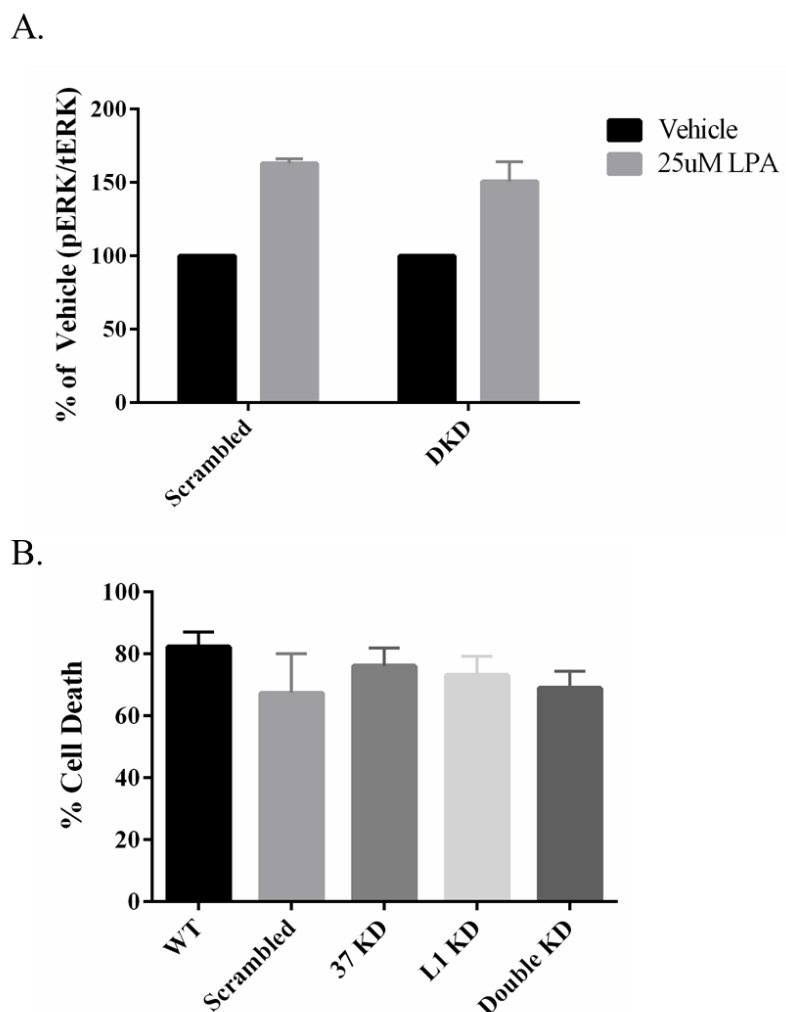 A.
% of Vehicle (pERK/tERK)
200
150
100
50
0
Scrambled
DKD
Vehicle
25uM LPA
B.
% Cell Death
100
80
60
40
20
0
WT
Scrambled
37 KD
L1 KD
Double KD